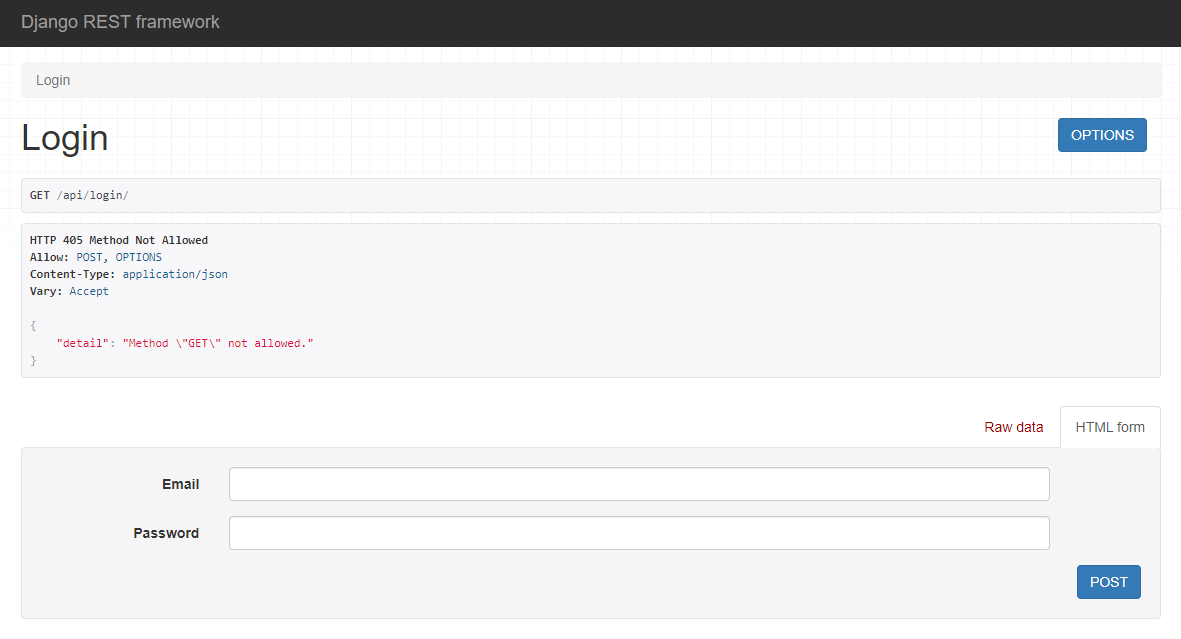 Django REST framework
Login
Login
OPTIONS
GET /api/login/
HTTP 405 Method Not Allowed
Allow: POST, OPTIONS
Content-Type: application/json
Vary: Accept
{
    "detail": "Method \"GET\" not allowed."
}
Raw data
HTML form
Email
Password
POST